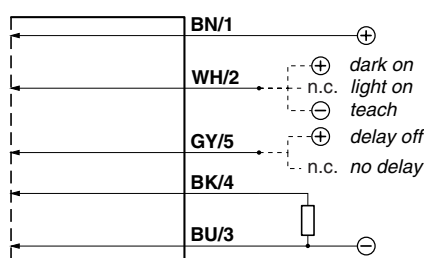 BN/1
WH/2
dark on
n.c. light on
teach
GY/5
delay off
n.c. no delay
BK/4
BU/3